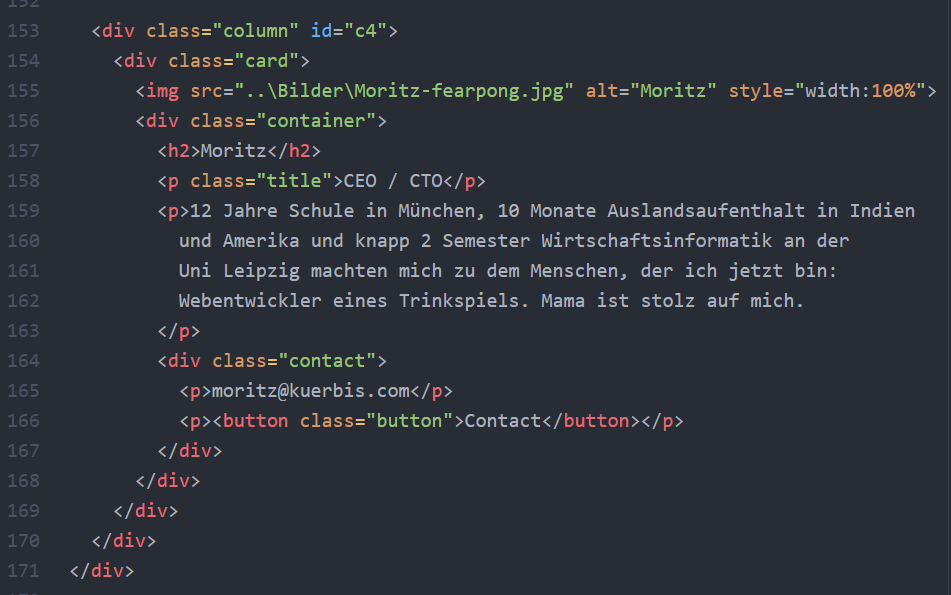 152
153 <div class="column" id="c4">
154 <div class="card">
155 <img src="..\Bilder\Moritz-fearpong.jpg" alt="Moritz" style="width:100%">
156 <div class="container">
157 <h2>Moritz</h2>
158 <p class="title">CEO / CTO</p>
159 <p>12 Jahre Schule in München, 10 Monate Auslandsaufenthalt in Indien
160 und Amerika und knapp 2 Semester Wirtschaftsinformatik an der
161 Uni Leipzig machten mich zu dem Menschen, der ich jetzt bin:
162 Webentwickler eines Trinkspiels. Mama ist stolz auf mich.
163 </p>
164 <div class="contact">
165 <p>moritz@kuerbis.com</p>
166 <p><button class="button">Contact</button></p>
167 </div>
168 </div>
169 </div>
170 </div>
171 </div>